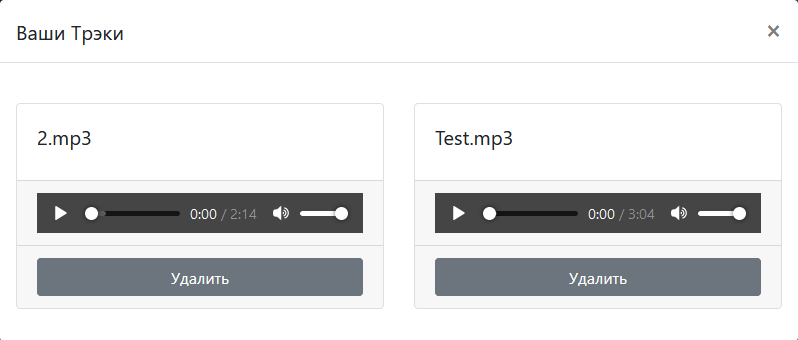 Ваши Трэки ×
2.mp3
Test.mp3
0:00 / 2:14
0:00 / 3:04
Удалить
Удалить